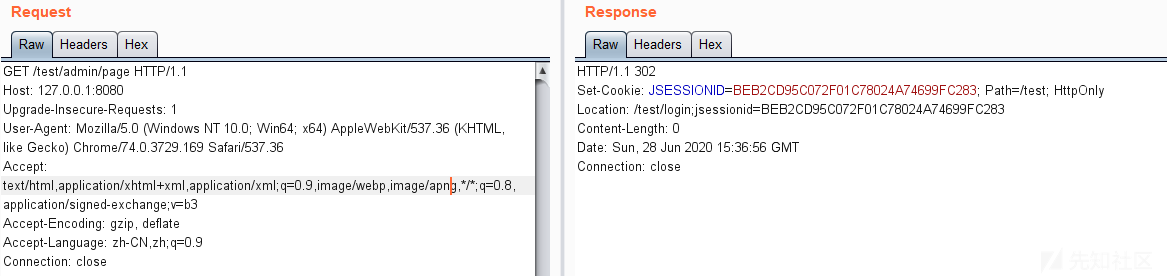 Request
Raw Headers Hex
GET /test/admin/page HTTP/1.1
Host: 127.0.0.1:8080
Upgrade-Insecure-Requests: 1
User-Agent: Mozilla/5.0 (Windows NT 10.0; Win64; x64) AppleWebKit/537.36 (KHTML,
like Gecko) Chrome/74.0.3729.169 Safari/537.36
Accept:
text/html,application/xhtml+xml,application/xml;q=0.9,image/webp,image/apng,*/*;q=0.8,
application/signed-exchange;v=b3
Accept-Encoding: gzip, deflate
Accept-Language: zh-CN,zh;q=0.9
Connection: close
Response
Raw Headers Hex
HTTP/1.1 302
Set-Cookie: JSESSIONID=BEB2CD95C072F01C78024A74699FC283; Path=/test; HttpOnly
Location: /test/login;jsessionid=BEB2CD95C072F01C78024A74699FC283
Content-Length: 0
Date: Sun, 28 Jun 2020 15:36:56 GMT
Connection: close
先知社区